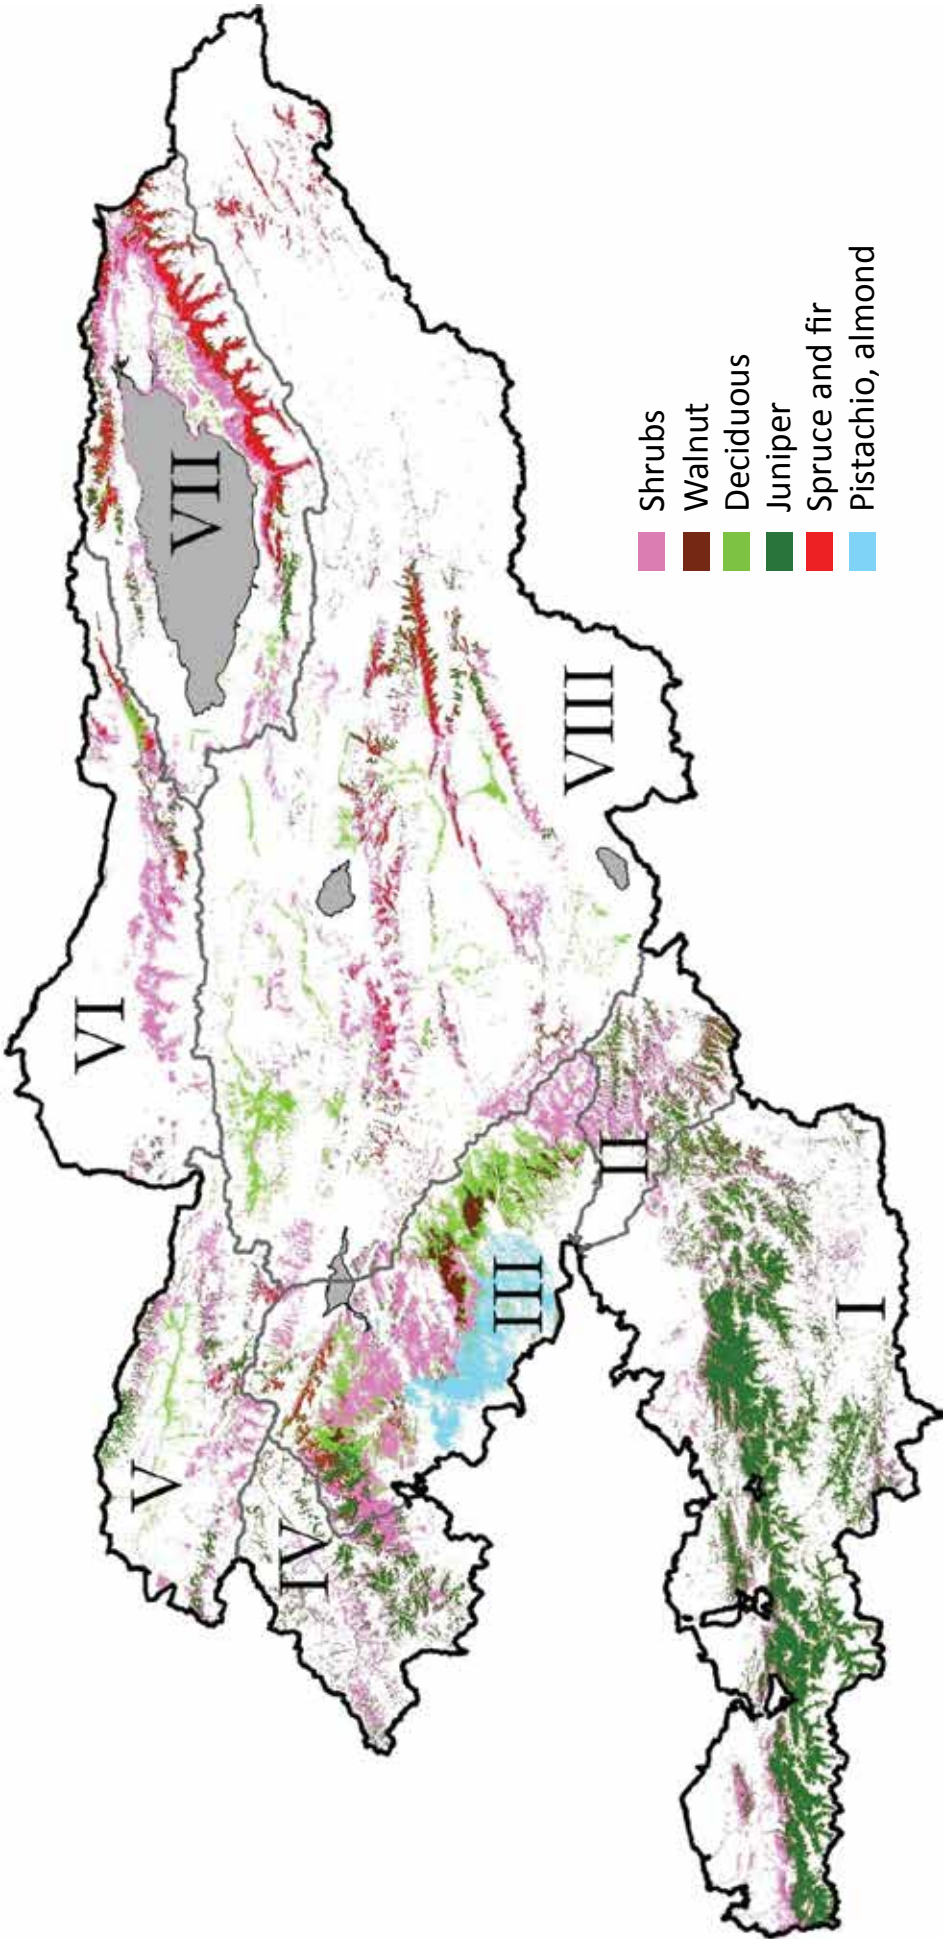 VII
VI
VIII
V
IV
III
II
I
Shrubs
Walnut
Deciduous
Juniper
Spruce and fir
Pistachio, almond